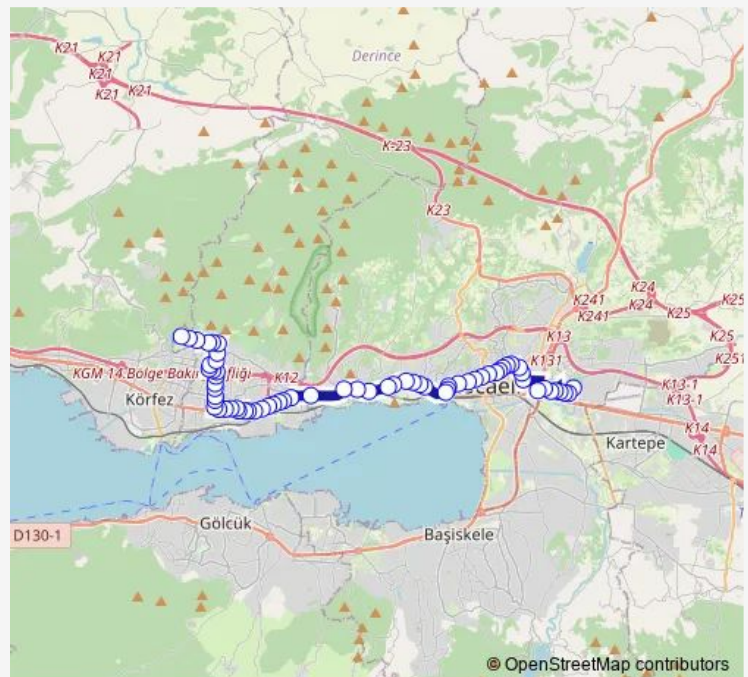 K21
K21
K21
K21
K21
Derince
K-23
K23
K24
K24
K25
K25
K241
K241
K13
K25
K251
K131
KGM 14.Bölge Bakım
K12
K13-1
K13-1
Körfez
K14
K14
Kartepe
Gölcük
Başiskele
D130-1
© OpenStreetMap contributors